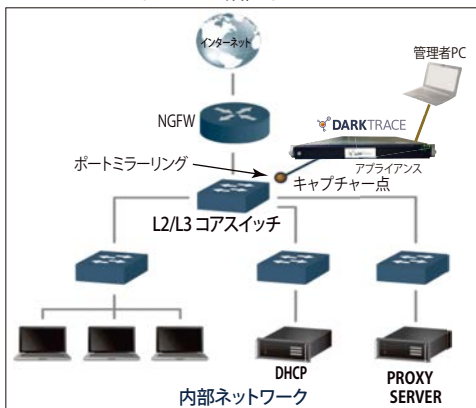 インターネット
管理者PC
NGFW
DARKTRACE
アプライアンス
ポートミラーリング
キャプチャー点
L2/L3 コアスイッチ
DHCP
PROXY
SERVER
内部ネットワーク